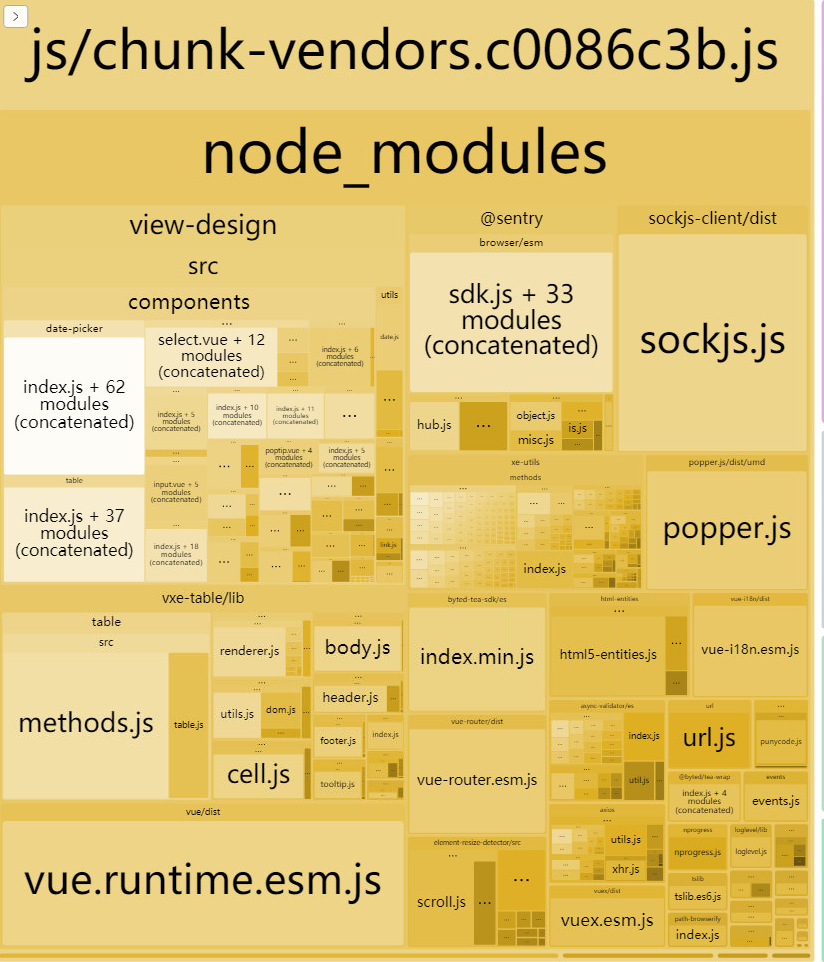 js/chunk-vendors.c0086c3b.js
node_modules
view-design
src
components
utils
date-picker
index.js + 62
modules
(concatenated)
table
index.js + 37
modules
(concatenated)
...
select.vue + 12
modules
(concatenated)
...
index.js + 6
modules
(concatenated)
date.js
index.js + 5
modules
(concatenated)
index.js + 10
modules
(concatenated)
index.js + 11
modules
(concatenated)
...
input.vue + 5
modules
(concatenated)
poptip.vue + 4
modules
(concatenated)
index.js + 5
modules
(concatenated)
index.js + 18
modules
(concatenated)
link.js
@sentry
browser/esm
sdk.js + 33
modules
(concatenated)
hub.js
...
object.js
misc.js
is.js
sockjs-client/dist
sockjs.js
xe-utils
methods
index.js
popper.js/dist/umd
popper.js
vxe-table/lib
table
src
methods.js
table.js
renderer.js
body.js
utils.js
dom.js
header.js
footer.js
index.js
cell.js
tooltip.js
vue/dist
vue.runtime.esm.js
byted-tea-sdk/es
index.min.js
html-entities
...
html5-entities.js
vue-i18n/dist
vue-i18n.esm.js
vue-router/dist
vue-router.esm.js
async-validator/es
index.js
util.js
url
url.js
punycode.js
@byted/tea-wrap
index.js + 4
modules
(concatenated)
events
events.js
element-resize-detector/src
scroll.js
...
axios
utils.js
xhr.js
vuex/dist
vuex.esm.js
nprogress
nprogress.js
loglevel/lib
loglevel.js
tslib
tslib.es6.js
path-browserify
index.js